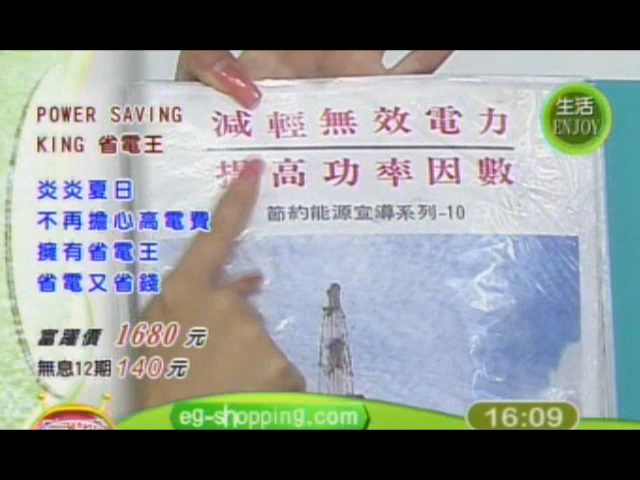 POWER SAVING
KING 省電王
炎炎夏日
不再擔心高電費
擁有省電王
省電又省錢
富躍價 1680 元
無息12期 140元
減輕無效電力
提高功率因數
節約能源宣導系列-10
生活
ENJOY
eg-shopping.com
16:09